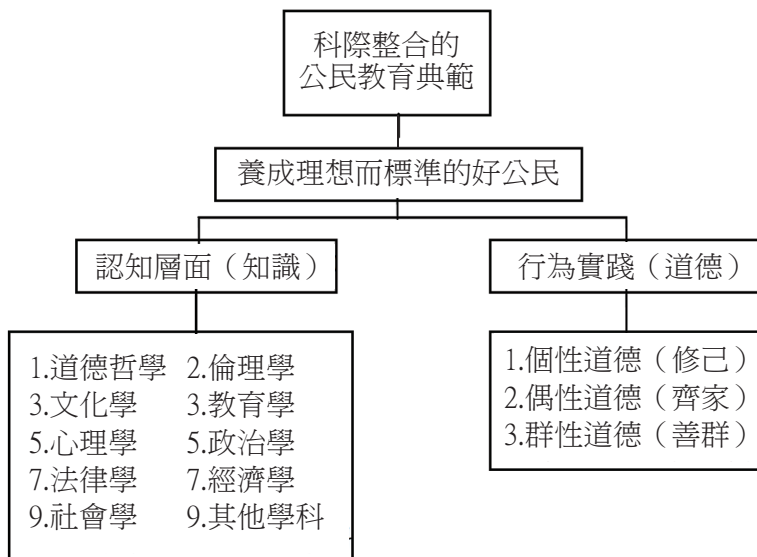 科際整合的
公民教育典範
養成理想而標準的好公民
認知層面（知識）
行為實踐（道德）
1.道德哲學 2.倫理學
3.文化學 3.教育學
5.心理學 5.政治學
7.法律學 7.經濟學
9.社會學 9.其他學科
1.個性道德（修己）
2.偶性道德（齊家）
3.群性道德（善群）